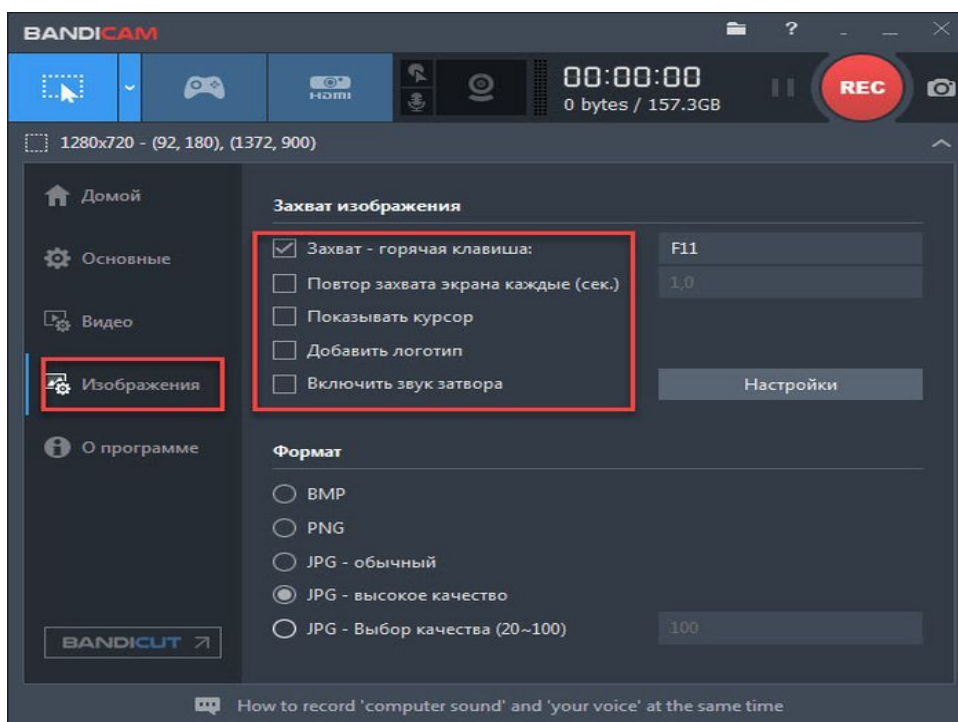 BANDICAM
?
HDMI
00:00:00
0 bytes / 157.3GB
REC
1280x720 - (92, 180), (1372, 900)
Домой
Основные
Видео
Изображения
О программе
Захват изображения
Захват - горячая клавиша:
F11
Повтор захвата экрана каждые (сек.)
1,0
Показывать курсор
Добавить логотип
Включить звук затвора
Настройки
Формат
BMP
PNG
JPG - обычный
JPG - высокое качество
JPG - Выбор качества (20~100)
100
BANDICUT
How to record 'computer sound' and 'your voice' at the same time